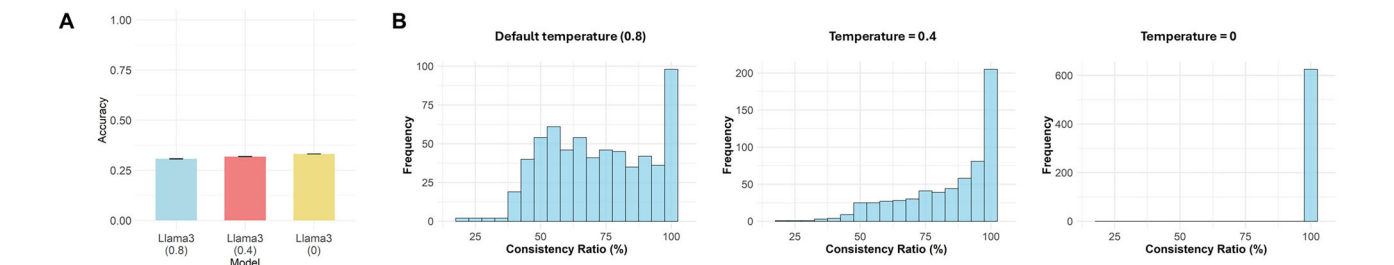 A
1.00
0.75
0.50
0.25
0.00
Accuracy
Llama3 Llama3 Llama3
(0.8) (0.4) (0)
Model
B
Default temperature (0.8)
100
75
50
25
0
Frequency
25 50 75 100
Consistency Ratio (%)
Temperature = 0.4
200
150
100
50
0
Frequency
25 50 75 100
Consistency Ratio (%)
Temperature = 0
600
400
200
0
Frequency
25 50 75 100
Consistency Ratio (%)